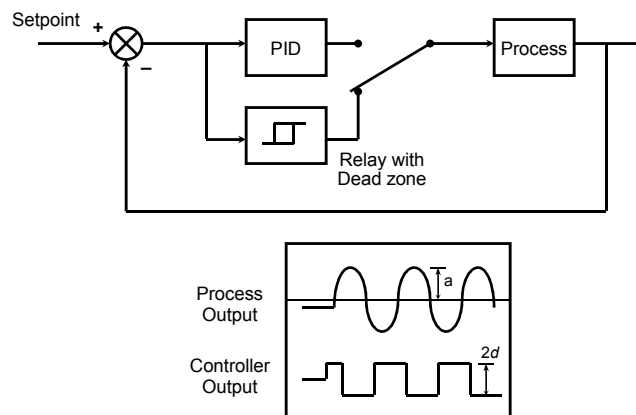 Setpoint
+
−
PID
Process
Relay with
Dead zone
a
Process
Output
2d
Controller
Output